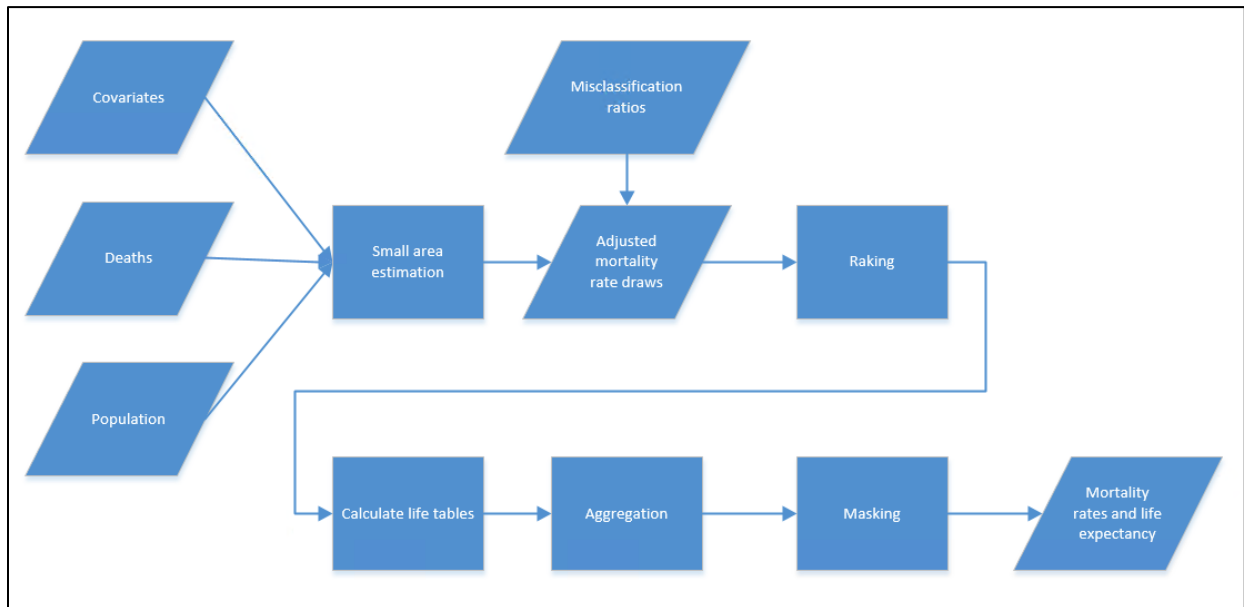 Covariates
Misclassification
ratios
Deaths
Small area
estimation
Adjusted
mortality
rate draws
Raking
Population
Calculate life tables
Aggregation
Masking
Mortality
rates and life
expectancy